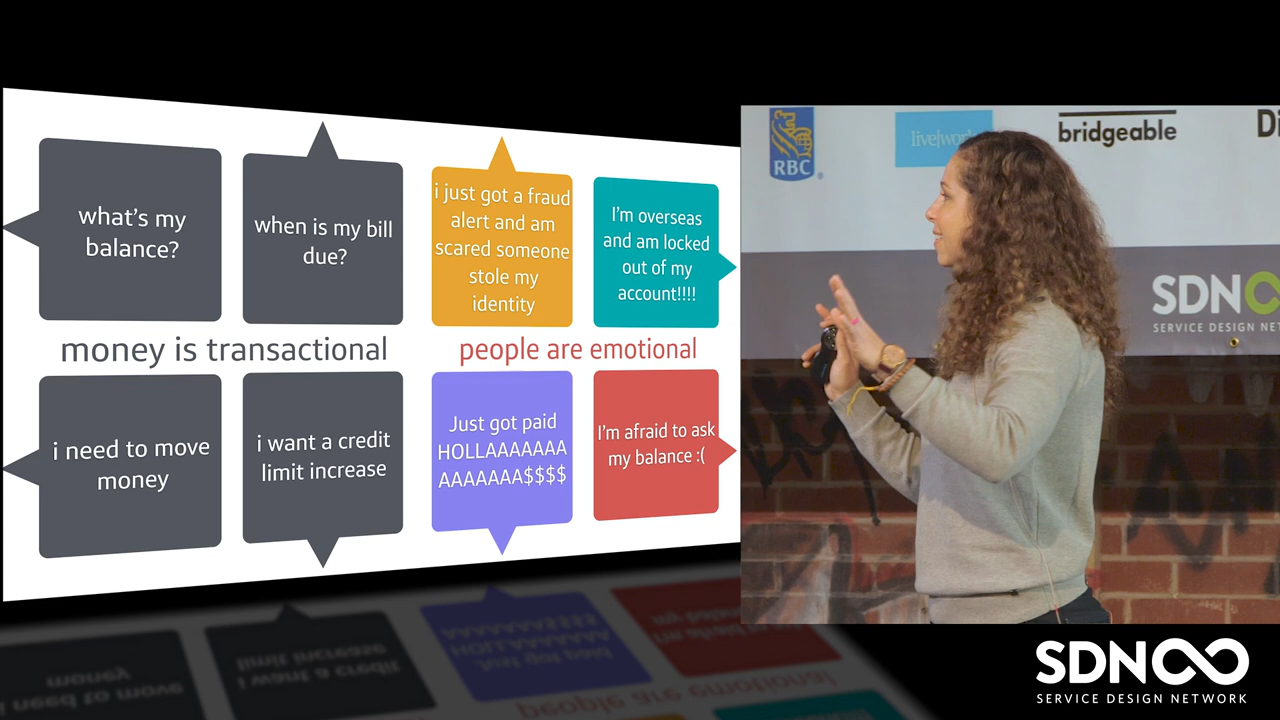 what's my
balance?
when is my bill
due?
i just got a fraud
alert and am
scared someone
stole my
identity
I'm overseas
and am locked
out of my
account!!!!
money is transactional
people are emotional
i need to move
money
i want a credit
limit increase
Just got paid
HOLLAAAAAAA
AAAAAAA$$$$
I'm afraid to ask
my balance :(
RBC
live|work
bridgeable
Di
SDN
SERVICE DESIGN NET
SDN
SERVICE DESIGN NETWORK